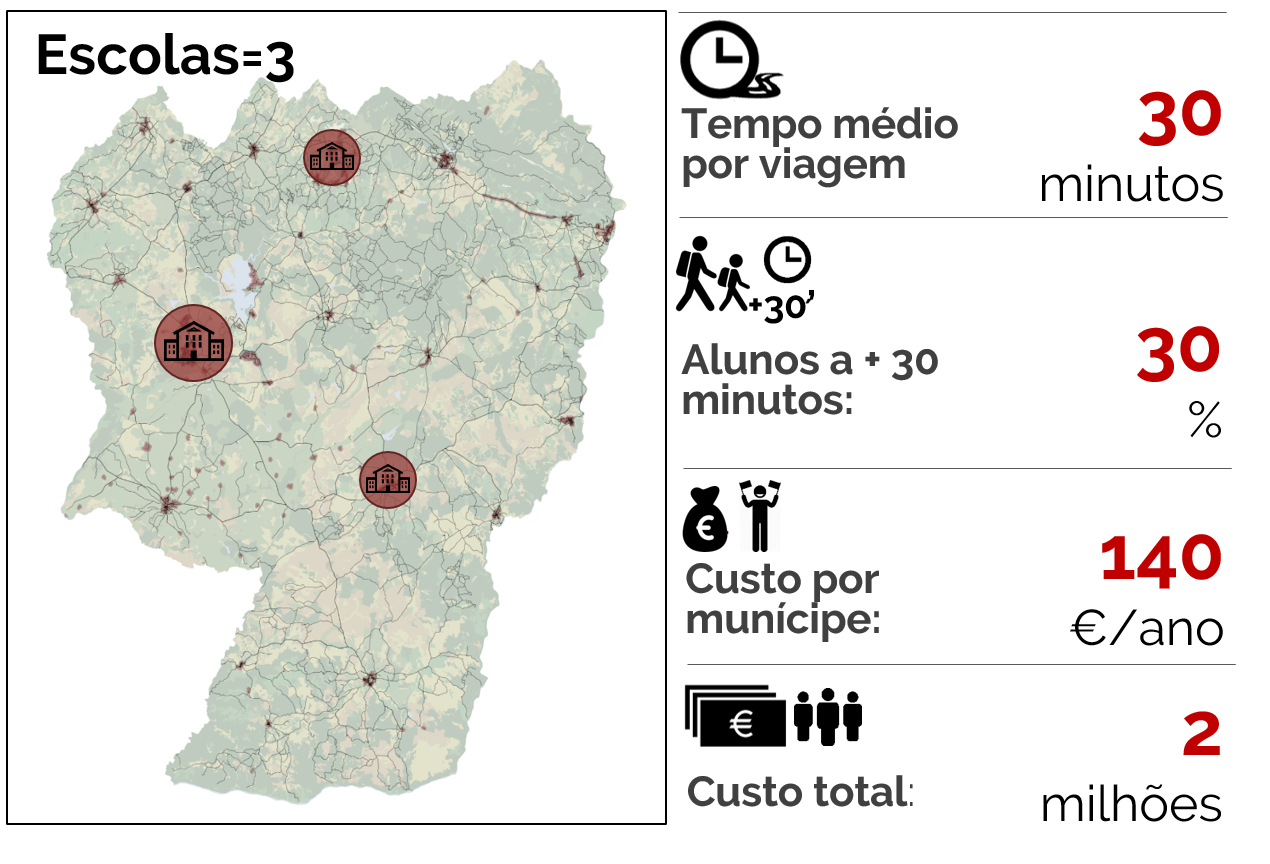 Escolas=3
Tempo médio
por viagem
30
minutos
+30’
Alunos a + 30
minutos:
30
%
€
Custo por
munícipe:
140
€/ano
€
Custo total:
2
milhões